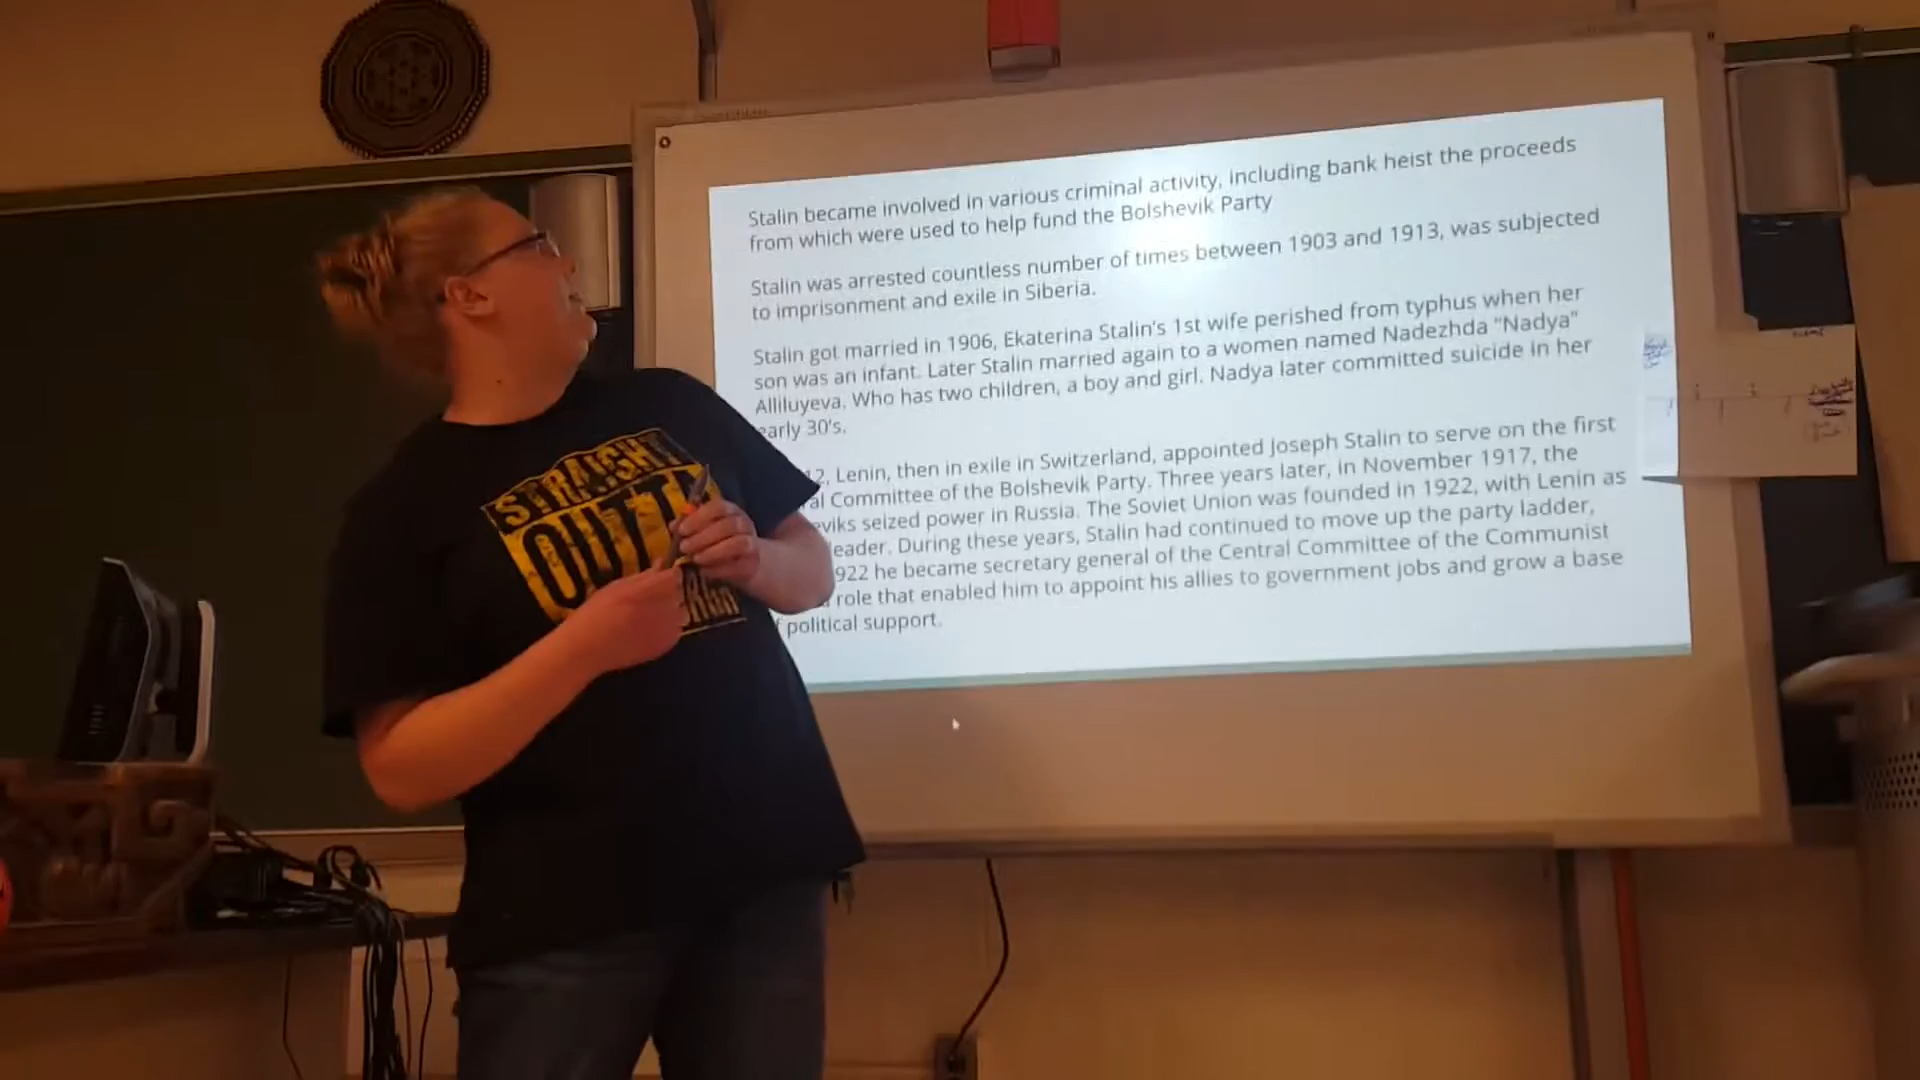 Stalin became involved in various criminal activity, including bank heist the proceeds
from which were used to help fund the Bolshevik Party
Stalin was arrested countless number of times between 1903 and 1913, was subjected
to imprisonment and exile in Siberia.
Stalin got married in 1906, Ekaterina Stalin's 1st wife perished from typhus when her
son was an infant. Later Stalin married again to a women named Nadezhda "Nadya"
Alliluyeva. Who has two children, a boy and girl. Nadya later committed suicide in her
early 30's.
12, Lenin, then in exile in Switzerland, appointed Joseph Stalin to serve on the first
al Committee of the Bolshevik Party. Three years later, in November 1917, the
eviks seized power in Russia. The Soviet Union was founded in 1922, with Lenin as
leader. During these years, Stalin had continued to move up the party ladder,
922 he became secretary general of the Central Committee of the Communist
role that enabled him to appoint his allies to government jobs and grow a base
f political support.
STRAIGHT
OUTTA